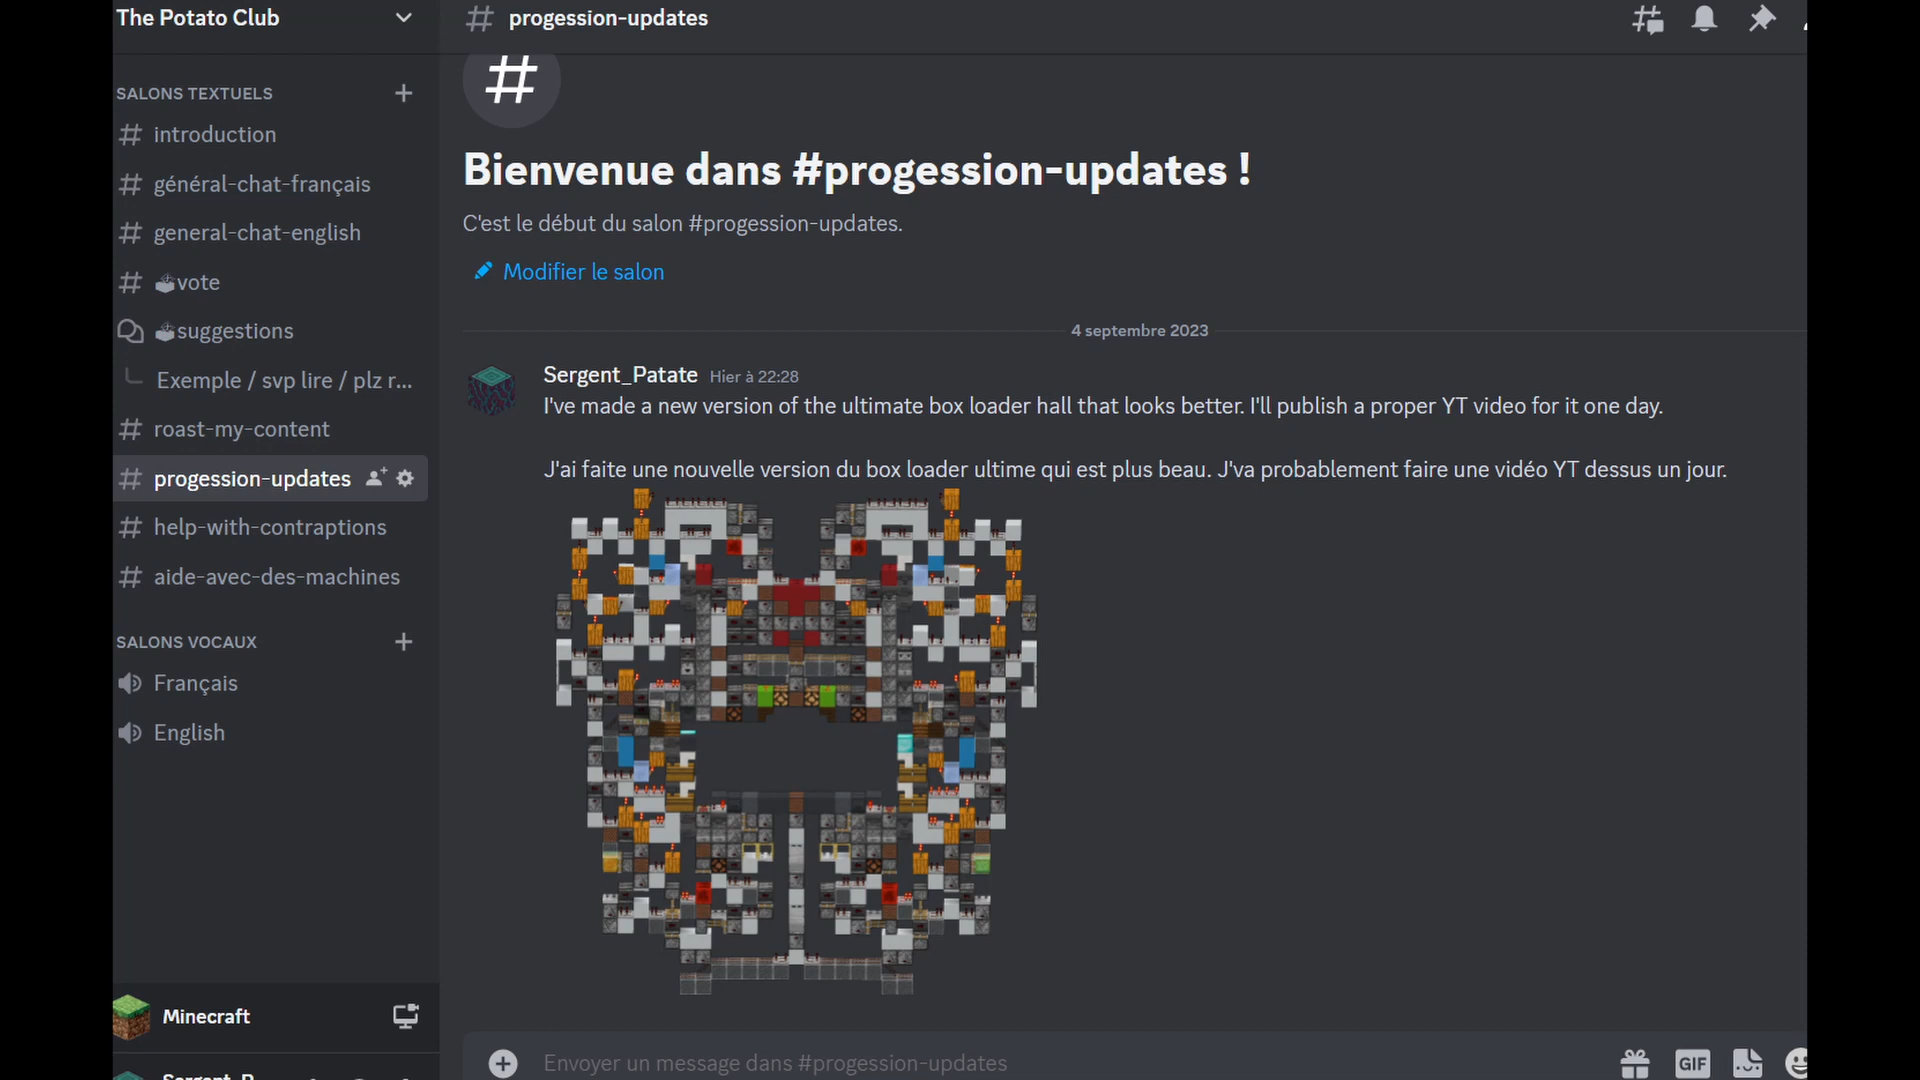 The Potato Club
SALONS TEXTUELS
introduction
général-chat-français
general-chat-english
vote
suggestions
Exemple / svp lire / plz r...
roast-my-content
progession-updates
help-with-contraptions
aide-avec-des-machines
SALONS VOCAUX
Français
English
Minecraft
progession-updates
Bienvenue dans #progession-updates !
C'est le début du salon #progession-updates.
Modifier le salon
4 septembre 2023
Sergent_Patate Hier à 22:28
I've made a new version of the ultimate box loader hall that looks better. I'll publish a proper YT video for it one day.
J'ai faite une nouvelle version du box loader ultime qui est plus beau. J'va probablement faire une vidéo YT dessus un jour.
Envoyer un message dans #progession-updates
GIF